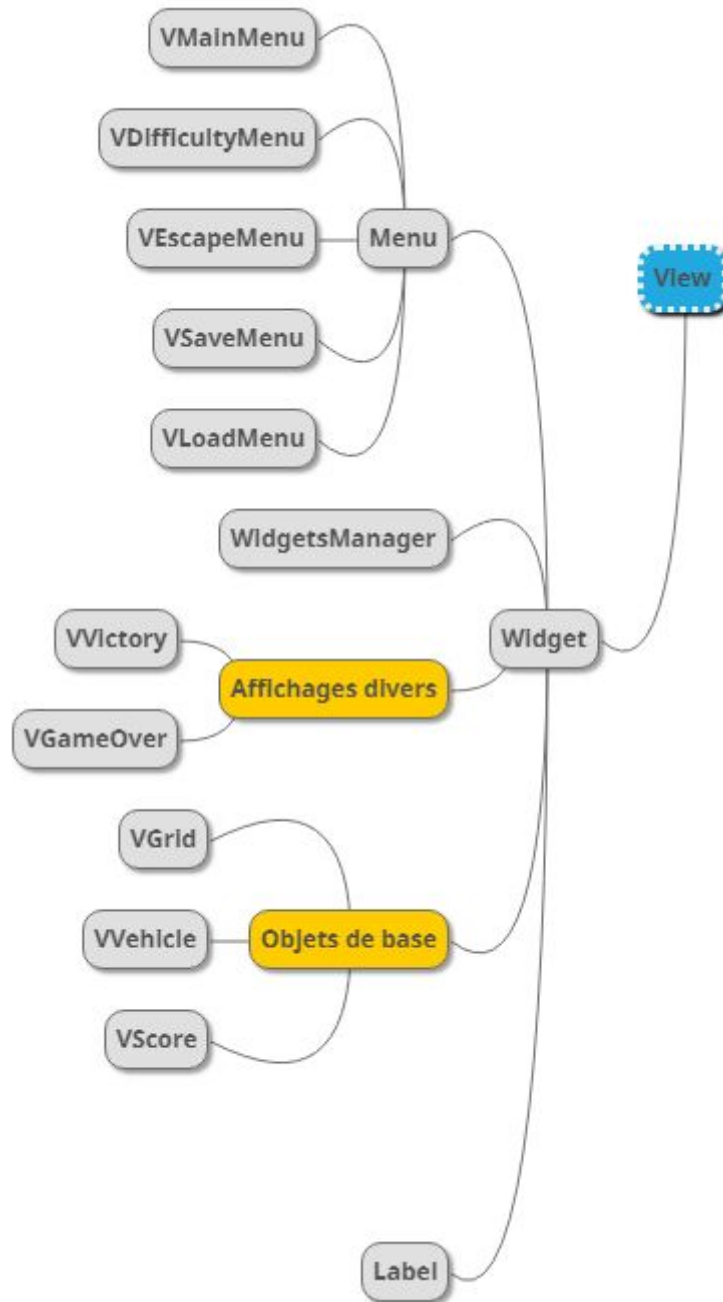 VMainMenu
VDifficultyMenu
VEscapeMenu
Menu
View
VSaveMenu
VLoadMenu
WidgetsManager
VVictory
Widget
Affichages divers
VGameOver
VGrid
VVehicle
Objets de base
VScore
Label